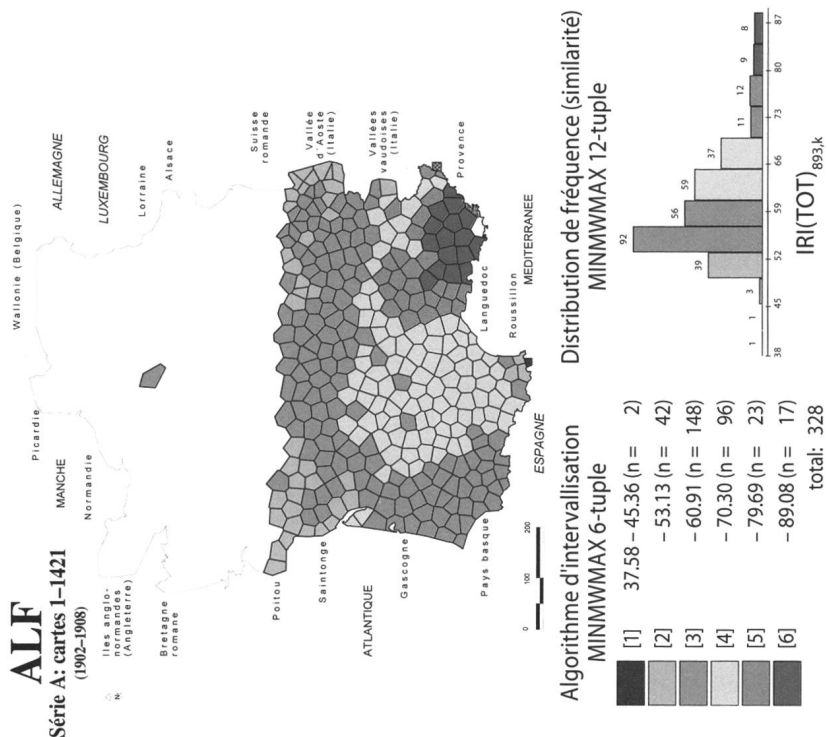 ALF
Série A: cartes 1–1421
(1902–1908)
N
Iles anglo-
normandes
(Angleterre)
Bretagne
romane
MANCHE
Normandie
Picardie
Wallonie (Belgique)
ALLEMAGNE
LUXEMBOURG
Lorraine
Alsace
Suisse
romande
Vallée
d'Aoste
(Italie)
Vallées
vaudoises
(Italie)
Provence
Poitou
Saintonge
ATLANTIQUE
Gascogne
Pays basque
ESPAGNE
Roussillon
Languedoc
MEDITERRANEE
0 100 200
Algorithme d'intervallisation
MINMWMAX 6-tuple
[1] 37.58 – 45.36 (n = 2)
[2] – 53.13 (n = 42)
[3] – 60.91 (n = 148)
[4] – 70.30 (n = 96)
[5] – 79.69 (n = 23)
[6] – 89.08 (n = 17)
total: 328
Distribution de fréquence (similarité)
MINMWMAX 12-tuple
1 1 3 39 92 56 59 37 11 12 9 8
38 45 52 59 66 73 80 87
IRI(TOT)893,k